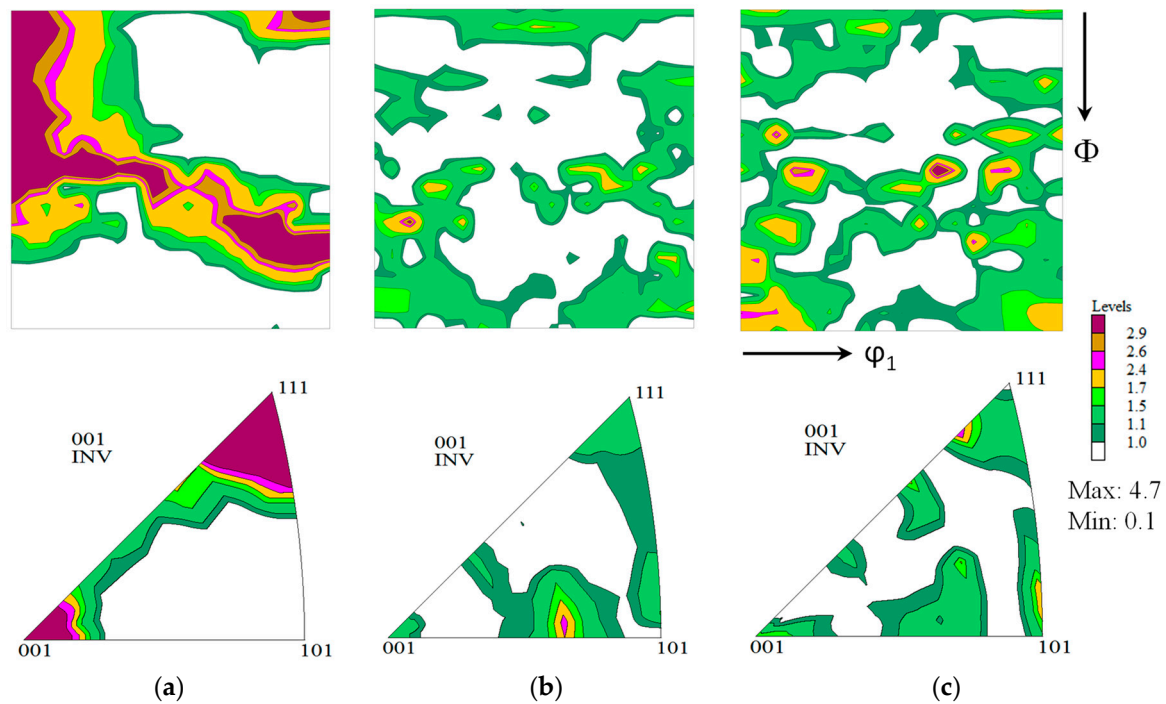 Φ
φ1
Levels
2.9
2.6
2.4
1.7
1.5
1.1
1.0
Max: 4.7
Min: 0.1
111
001
INV
001
101
111
001
INV
001
101
111
001
INV
001
101
(a)
(b)
(c)